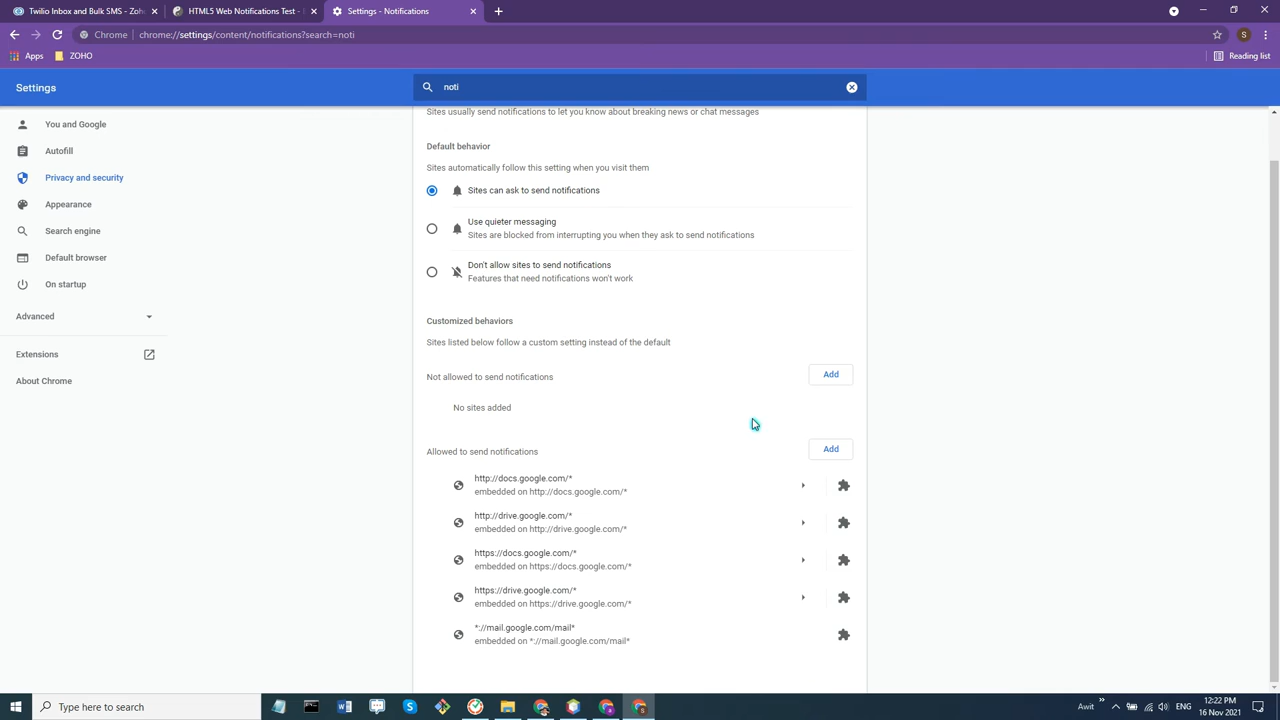 Twilio Inbox and Bulk SMS - Zoh
HTML5 Web Notifications Test -
Settings - Notifications
Chrome
chrome://settings/content/notifications?search=noti
S
Apps
ZOHO
Reading list
Settings
noti
Sites usually send notifications to let you know about breaking news or chat messages
You and Google
Autofill
Privacy and security
Appearance
Search engine
Default browser
On startup
Advanced
Extensions
About Chrome
Default behavior
Sites automatically follow this setting when you visit them
Sites can ask to send notifications
Use quieter messaging
Sites are blocked from interrupting you when they ask to send notifications
Don't allow sites to send notifications
Features that need notifications won't work
Customized behaviors
Sites listed below follow a custom setting instead of the default
Not allowed to send notifications
Add
No sites added
Allowed to send notifications
Add
http://docs.google.com/*
embedded on http://docs.google.com/*
http://drive.google.com/*
embedded on http://drive.google.com/*
https://docs.google.com/*
embedded on https://docs.google.com/*
https://drive.google.com/*
embedded on https://drive.google.com/*
*://mail.google.com/mail*
embedded on *://mail.google.com/mail*
Type here to search
Awit
ENG
12:22 PM
16 Nov 2021